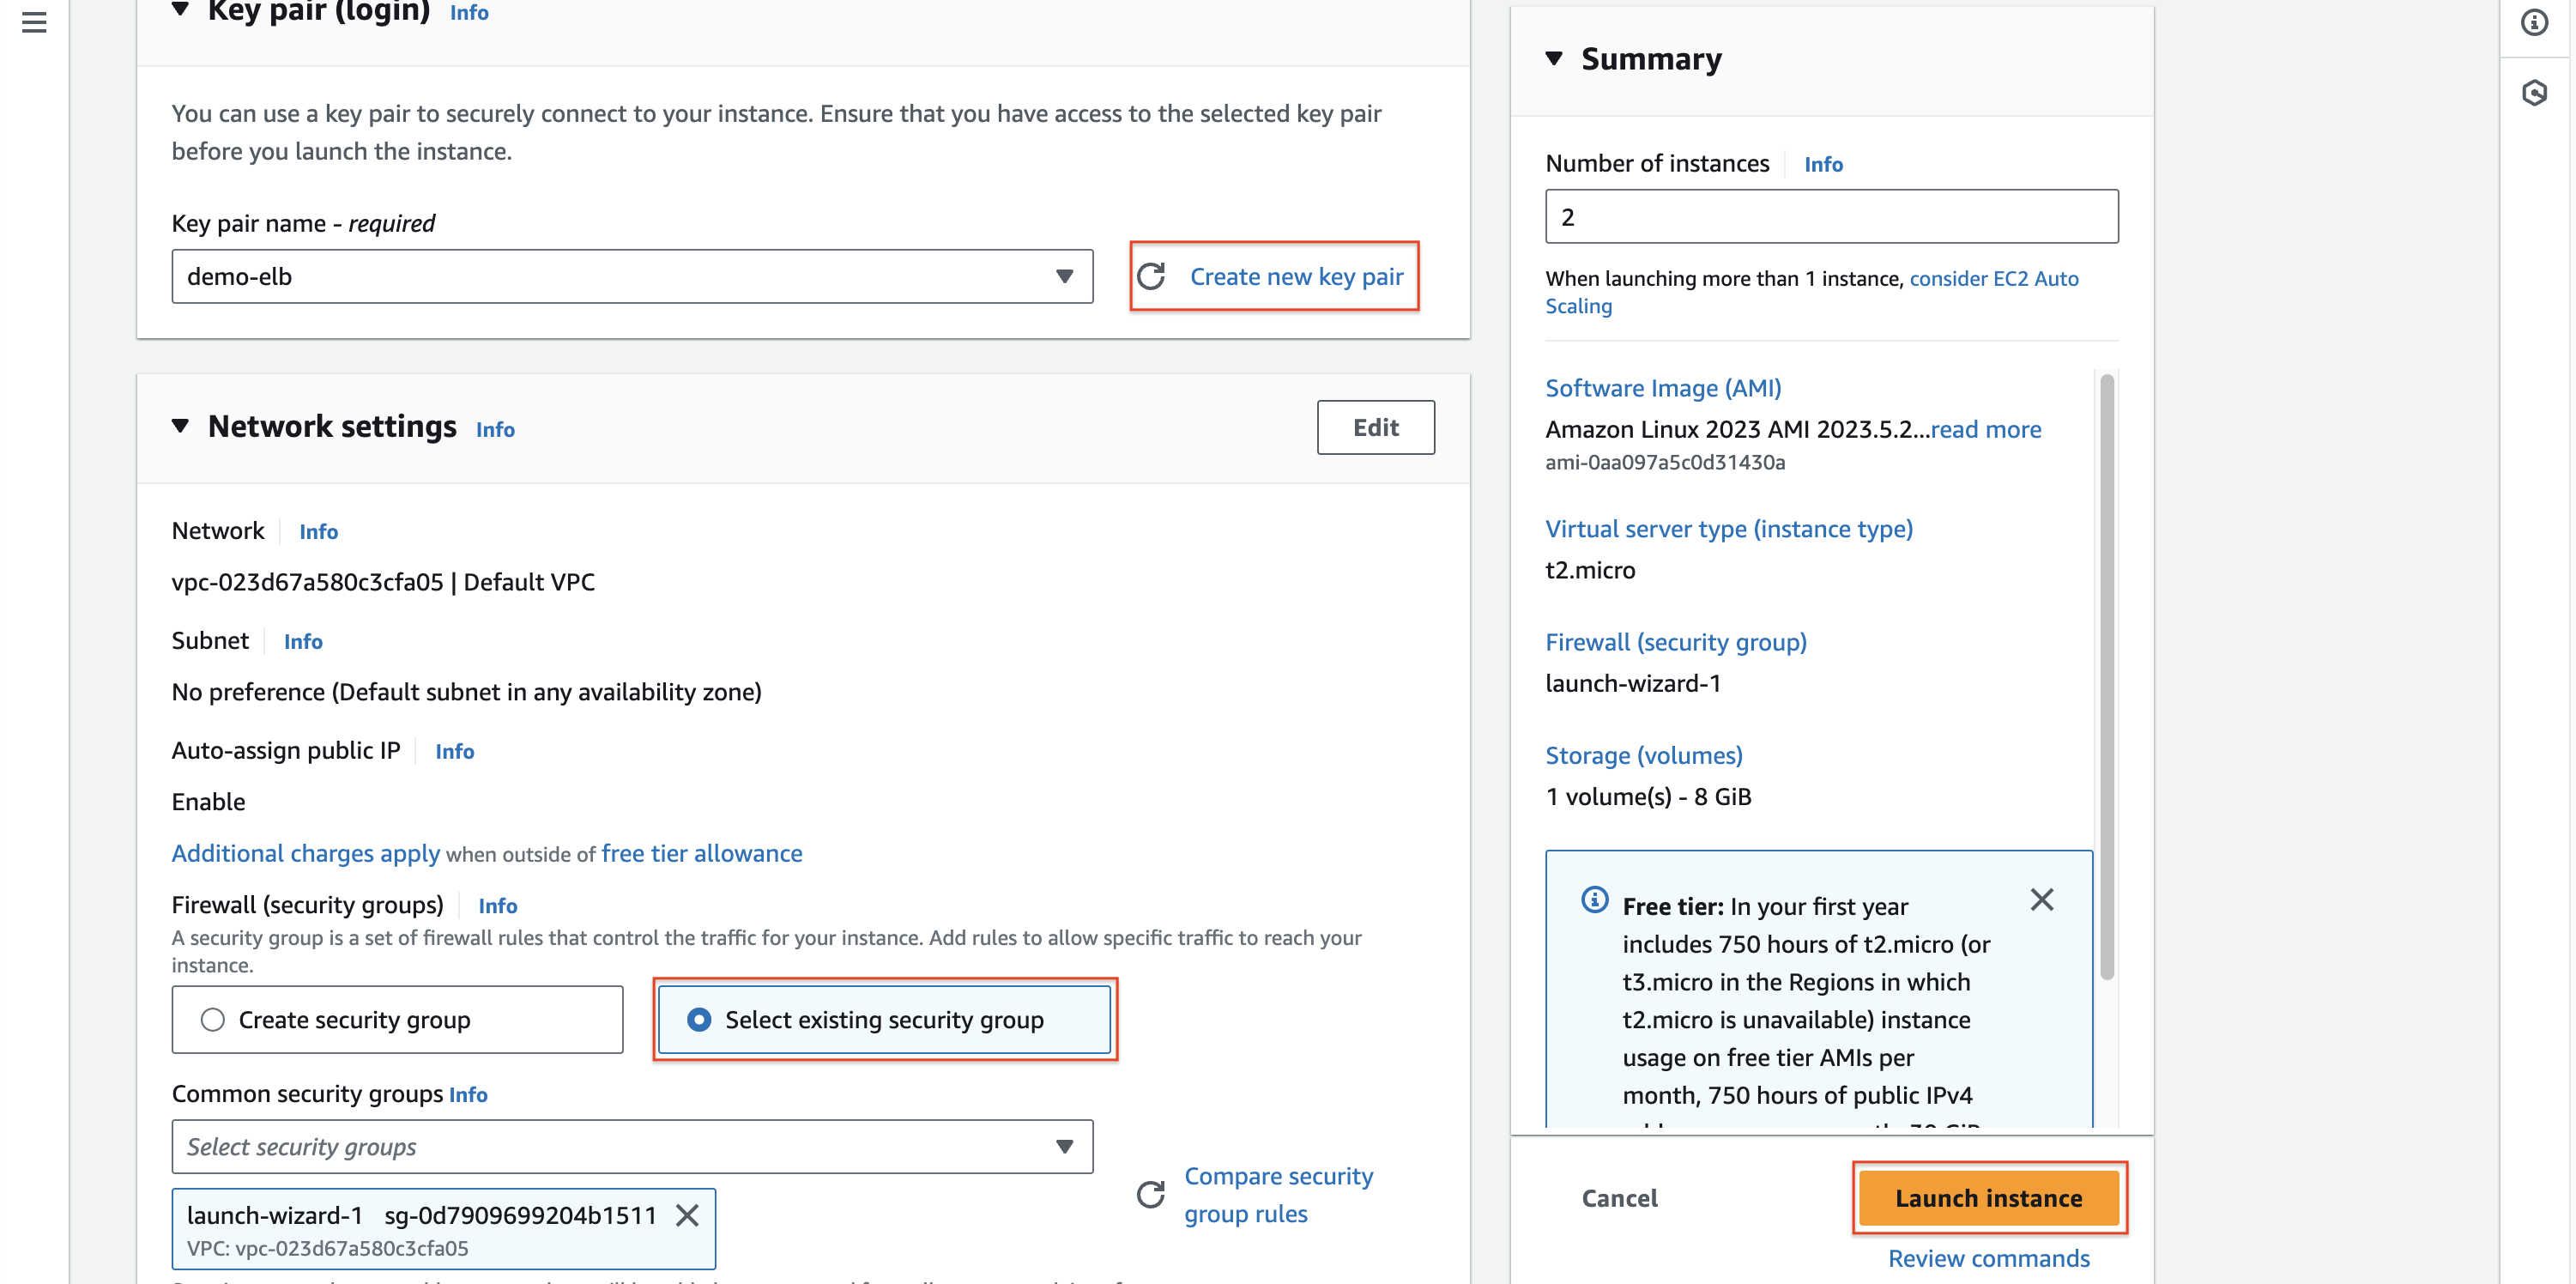 Key pair (login) Info
You can use a key pair to securely connect to your instance. Ensure that you have access to the selected key pair
before you launch the instance.
Key pair name - required
demo-elb
Create new key pair
Network settings Info
Edit
Network Info
vpc-023d67a580c3cfa05 | Default VPC
Subnet Info
No preference (Default subnet in any availability zone)
Auto-assign public IP Info
Enable
Additional charges apply when outside of free tier allowance
Firewall (security groups) Info
A security group is a set of firewall rules that control the traffic for your instance. Add rules to allow specific traffic to reach your
instance.
Create security group
Select existing security group
Common security groups Info
Select security groups
launch-wizard-1 sg-0d7909699204b1511
VPC: vpc-023d67a580c3cfa05
Compare security
group rules
Summary
Number of instances Info
2
When launching more than 1 instance, consider EC2 Auto
Scaling
Software Image (AMI)
Amazon Linux 2023 AMI 2023.5.2...read more
ami-0aa097a5c0d31430a
Virtual server type (instance type)
t2.micro
Firewall (security group)
launch-wizard-1
Storage (volumes)
1 volume(s) - 8 GiB
Free tier: In your first year
includes 750 hours of t2.micro (or
t3.micro in the Regions in which
t2.micro is unavailable) instance
usage on free tier AMIs per
month, 750 hours of public IPv4
Cancel
Launch instance
Review commands